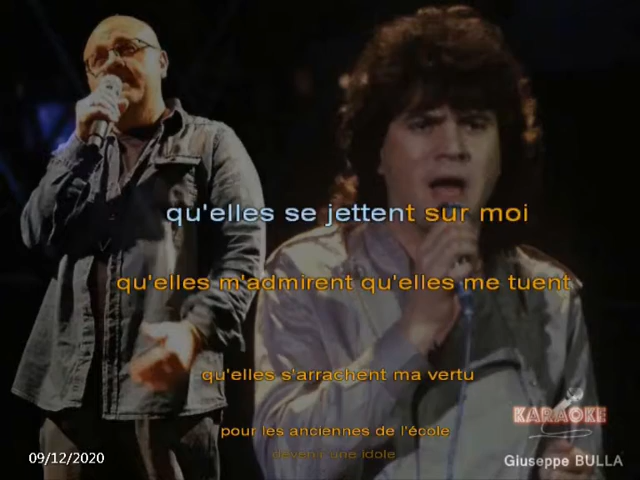 qu'elles se jettent sur moi
qu'elles m'admirent qu'elles me tuent
qu'elles s'arrachent ma vertu
pour les anciennes de l'école
devenir une idole
KARAOKE
09/12/2020
Giuseppe BULLA